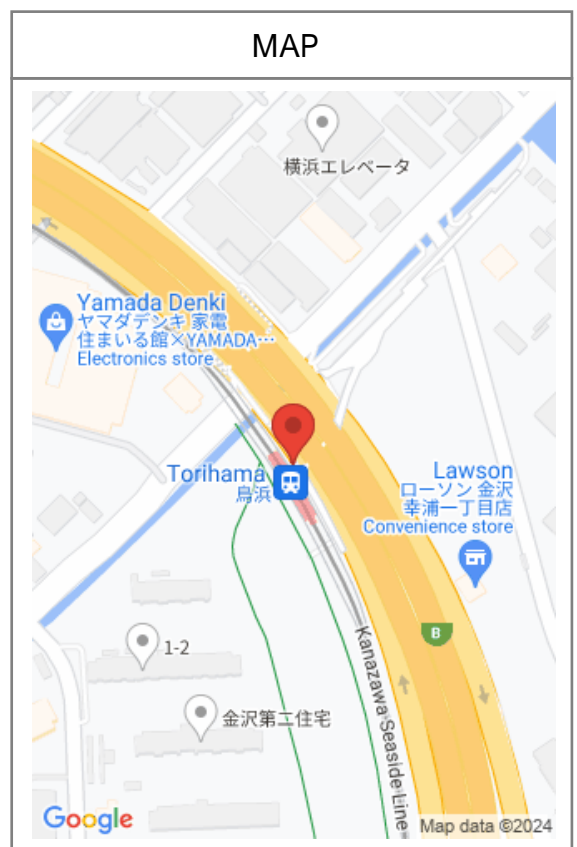 MAP
横浜エレベータ
Yamada Denki
ヤマダデンキ 家電
住まいる館×YAMADA…
Electronics store
Torihama
鳥浜
Lawson
ローソン 金沢
幸浦一丁目店
Convenience store
B
1-2
金沢第二住宅
Kanazawa Seaside Line
Google
Map data ©2024